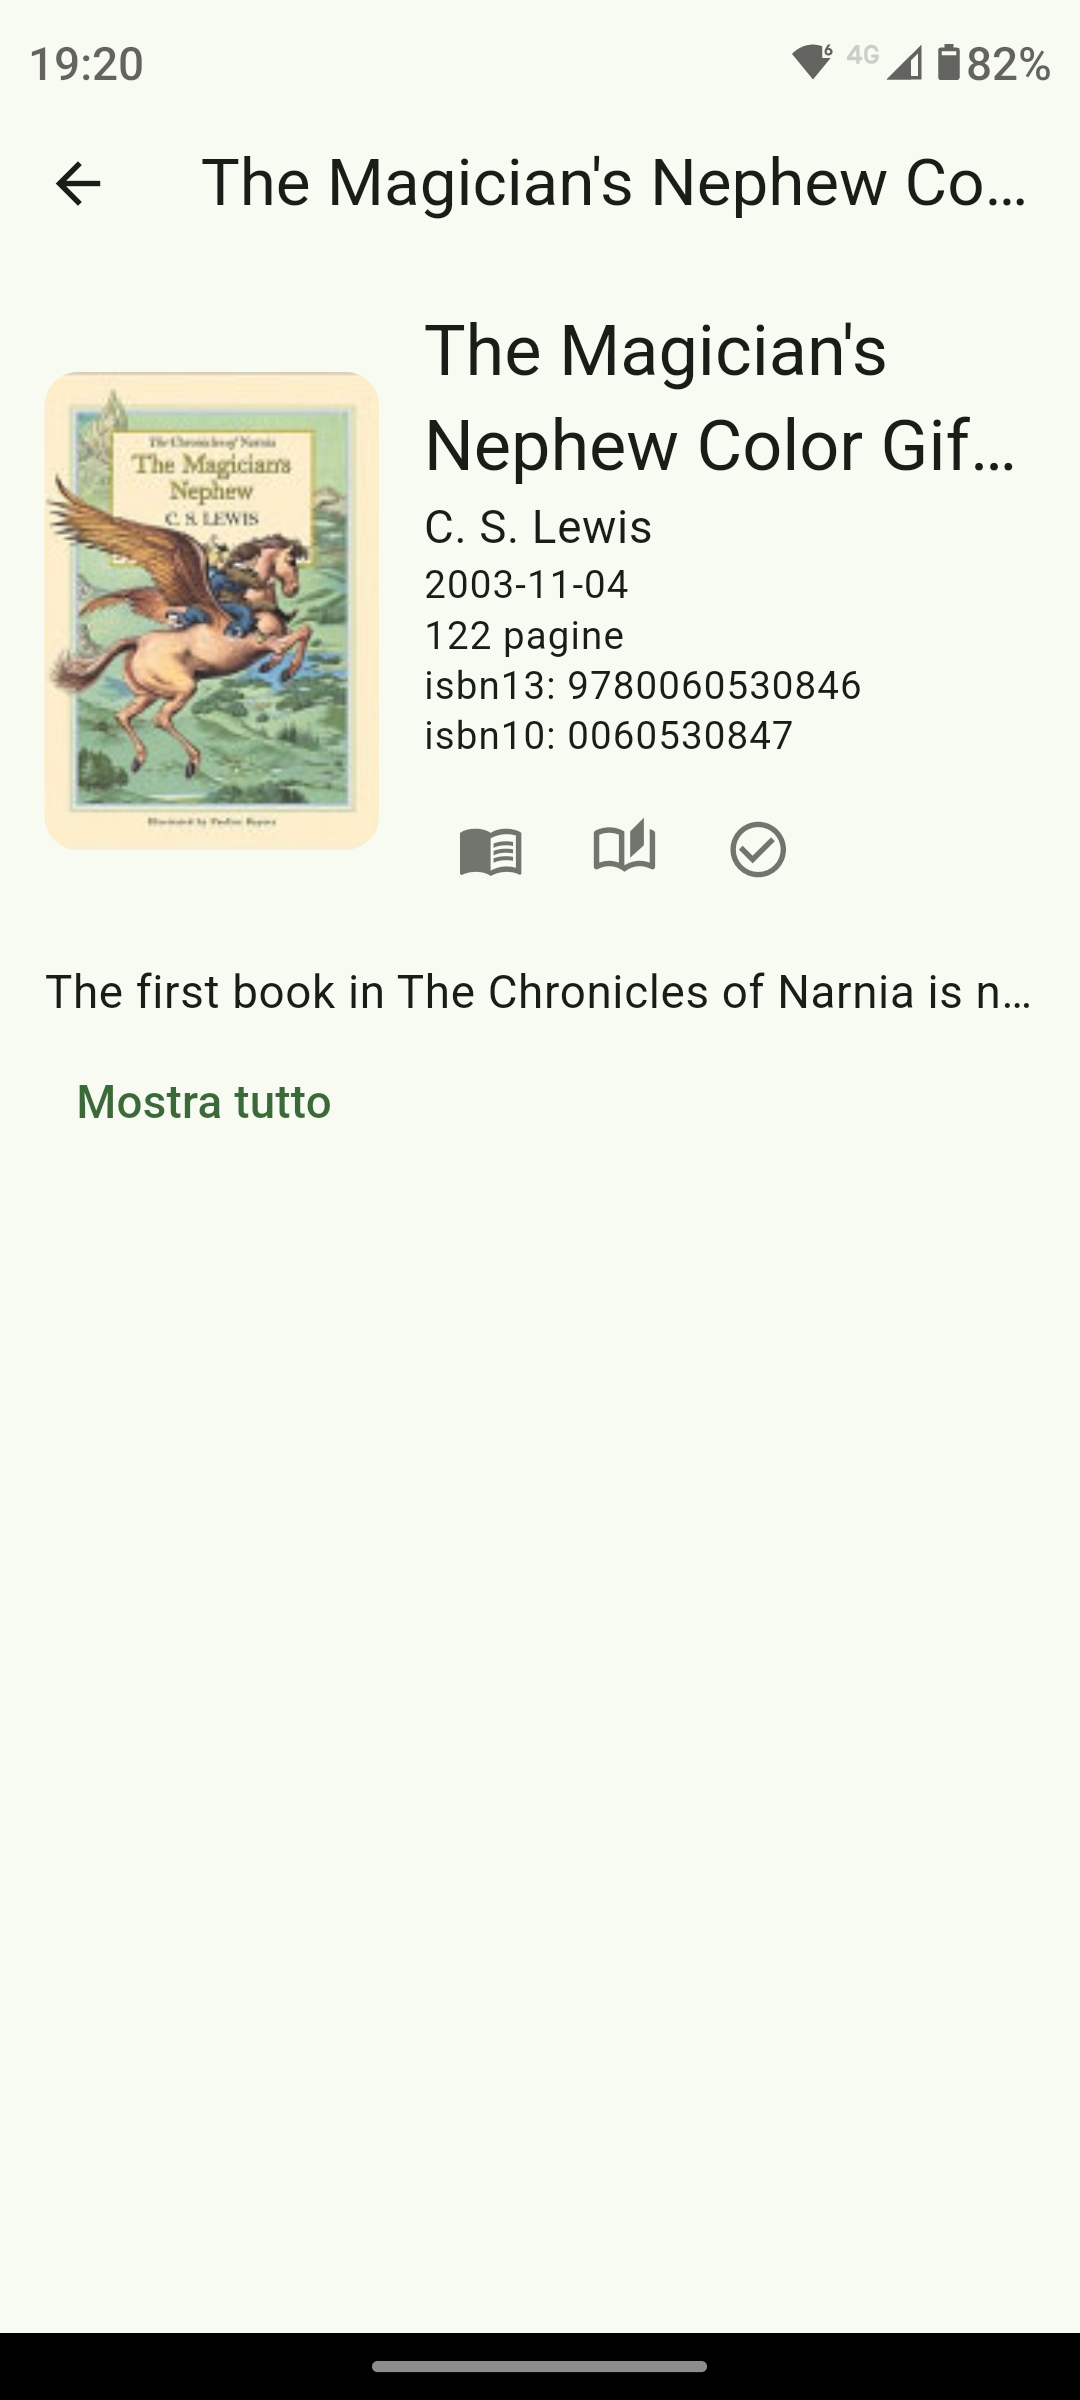 19:20 6 4G 82%
The Magician's Nephew Co…
The Magician's
Nephew Color Gif…
C. S. Lewis
2003-11-04
122 pagine
isbn13: 9780060530846
isbn10: 0060530847
The Chronicles of Narnia
The Magician's
Nephew
C. S. LEWIS
Illustrated by Pauline Baynes
The first book in The Chronicles of Narnia is n…
Mostra tutto